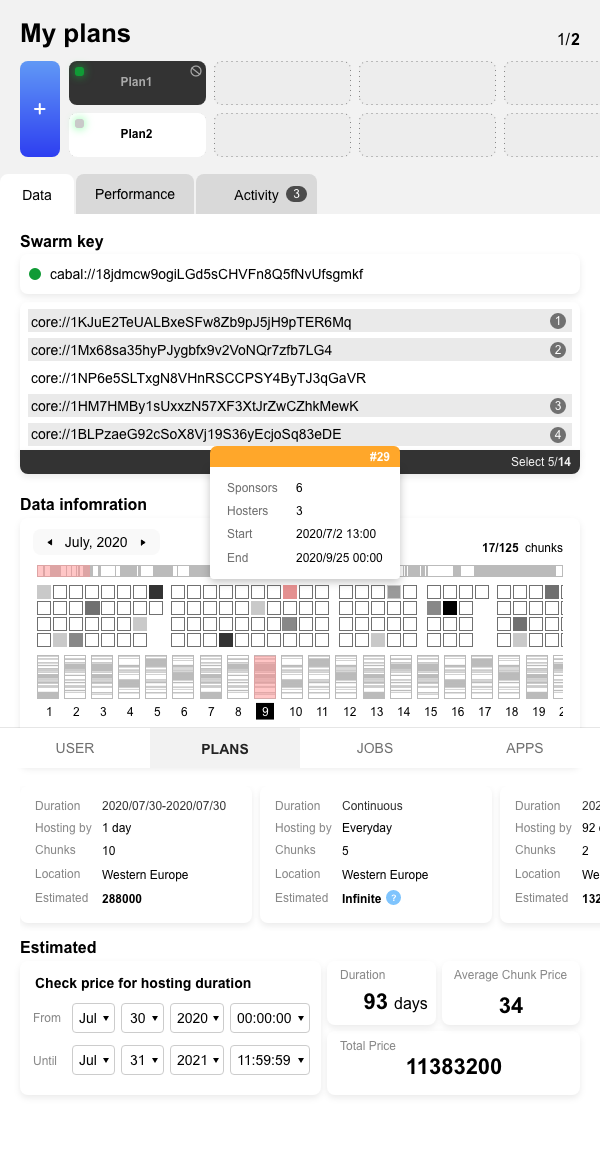 My plans
1/2
+
Plan1
Plan2
Data
Performance
Activity 3
Swarm key
cabal://18jdmcw9ogiLGd5sCHVFn8Q5fNvUfsgmkf
core://1KJuE2TeUALBxeSFw8Zb9pJ5jH9pTER6Mq 1
core://1Mx68sa35hyPJygbfx9v2VoNQr7zfb7LG4 2
core://1NP6e5SLTxgN8VHnRSCCPSY4ByTJ3qGaVR
core://1HM7HMBy1sUxxzN57XF3XtJrZwCZhkMewK 3
core://1BLPzaeG92cSoX8Vj19S36yEcjoSq83eDE 4
Select 5/14
#29
Sponsors 6
Hosters 3
Start 2020/7/2 13:00
End 2020/9/25 00:00
Data infomration
July, 2020
17/125 chunks
1 2 3 4 5 6 7 8 9 10 11 12 13 14 15 16 17 18 19 2
USER PLANS JOBS APPS
Duration 2020/07/30-2020/07/30
Hosting by 1 day
Chunks 10
Location Western Europe
Estimated 288000
Duration Continuous
Hosting by Everyday
Chunks 5
Location Western Europe
Estimated Infinite ?
Duration 202
Hosting by 92
Chunks 2
Location We
Estimated 132
Estimated
Check price for hosting duration
From Jul 30 2020 00:00:00
Until Jul 31 2021 11:59:59
Duration
93 days
Average Chunk Price
34
Total Price
11383200